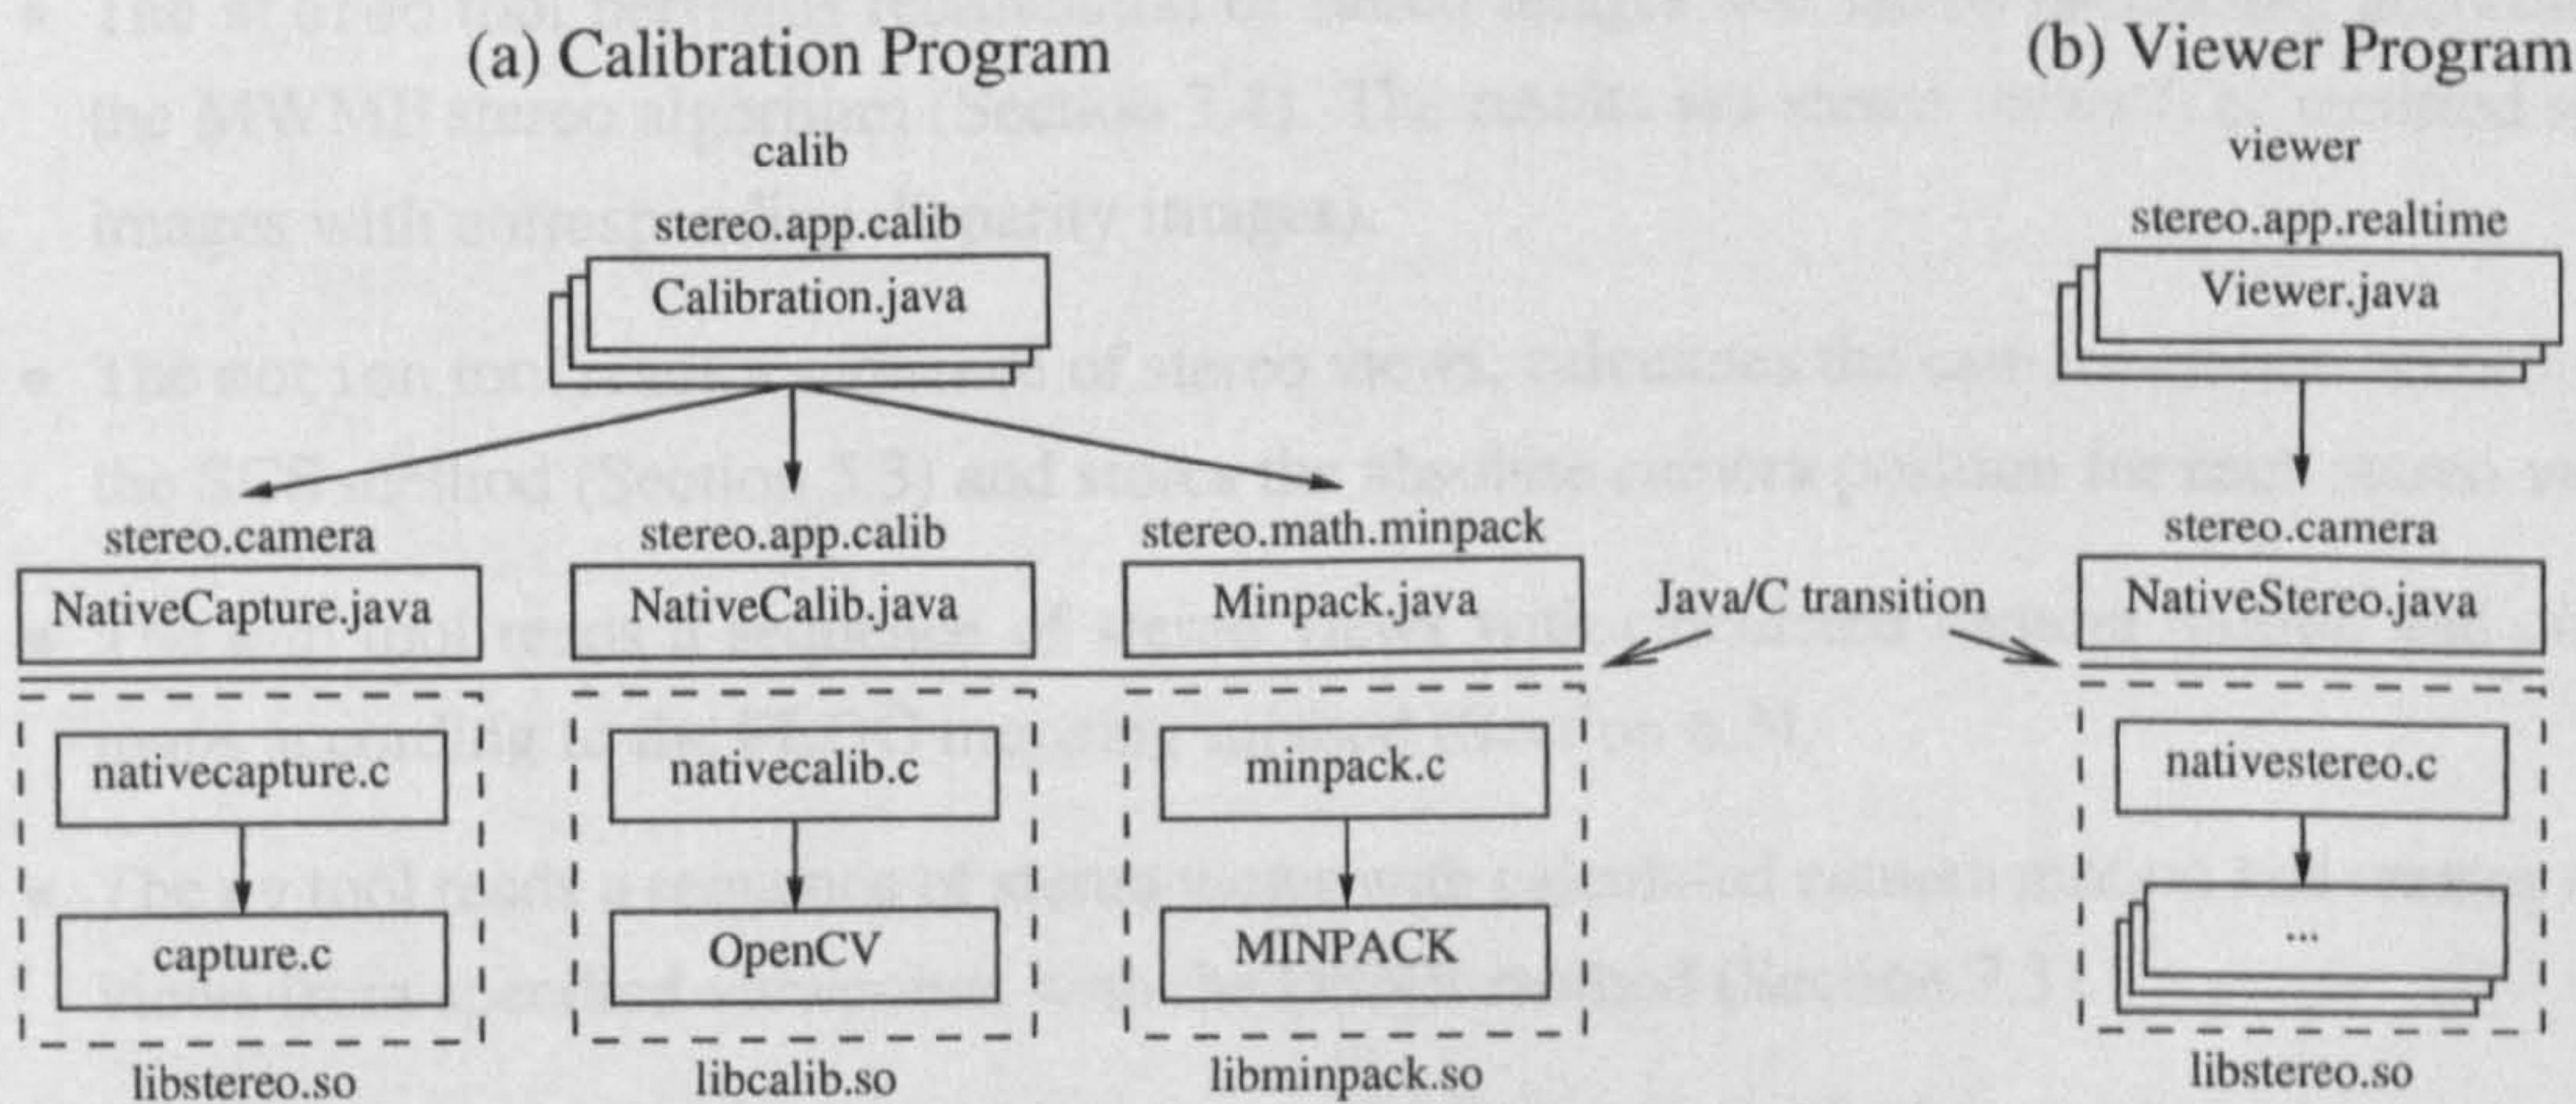 (a) Calibration Program
(b) Viewer Program
calib
viewer
stereo.app.calib
stereo.app.realtime
Calibration.java
Viewer.java
stereo.camera
stereo.app.calib
stereo.math.minpack
stereo.camera
NativeCapture.java
NativeCalib.java
Minpack.java
Java/C transition
NativeStereo.java
nativecapture.c
nativecalib.c
minpack.c
nativestereo.c
capture.c
OpenCV
MINPACK
...
libstereo.so
libcalib.so
libminpack.so
libstereo.so